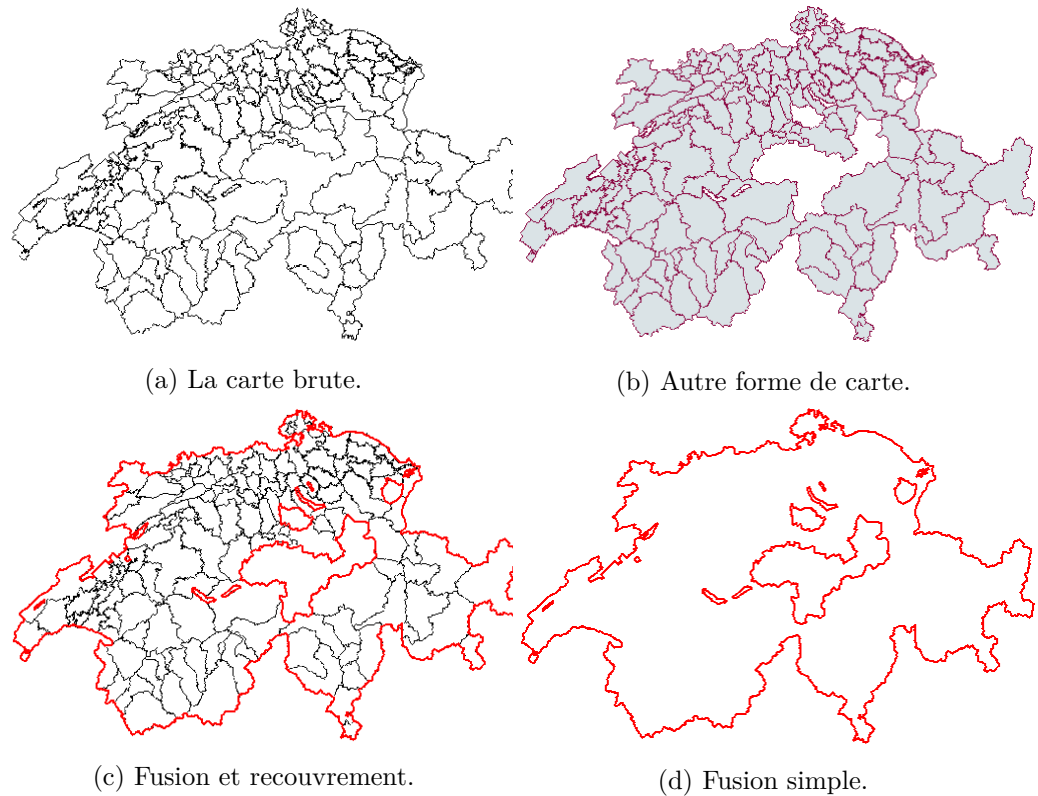 (a) La carte brute.
(b) Autre forme de carte.
(c) Fusion et recouvrement.
(d) Fusion simple.